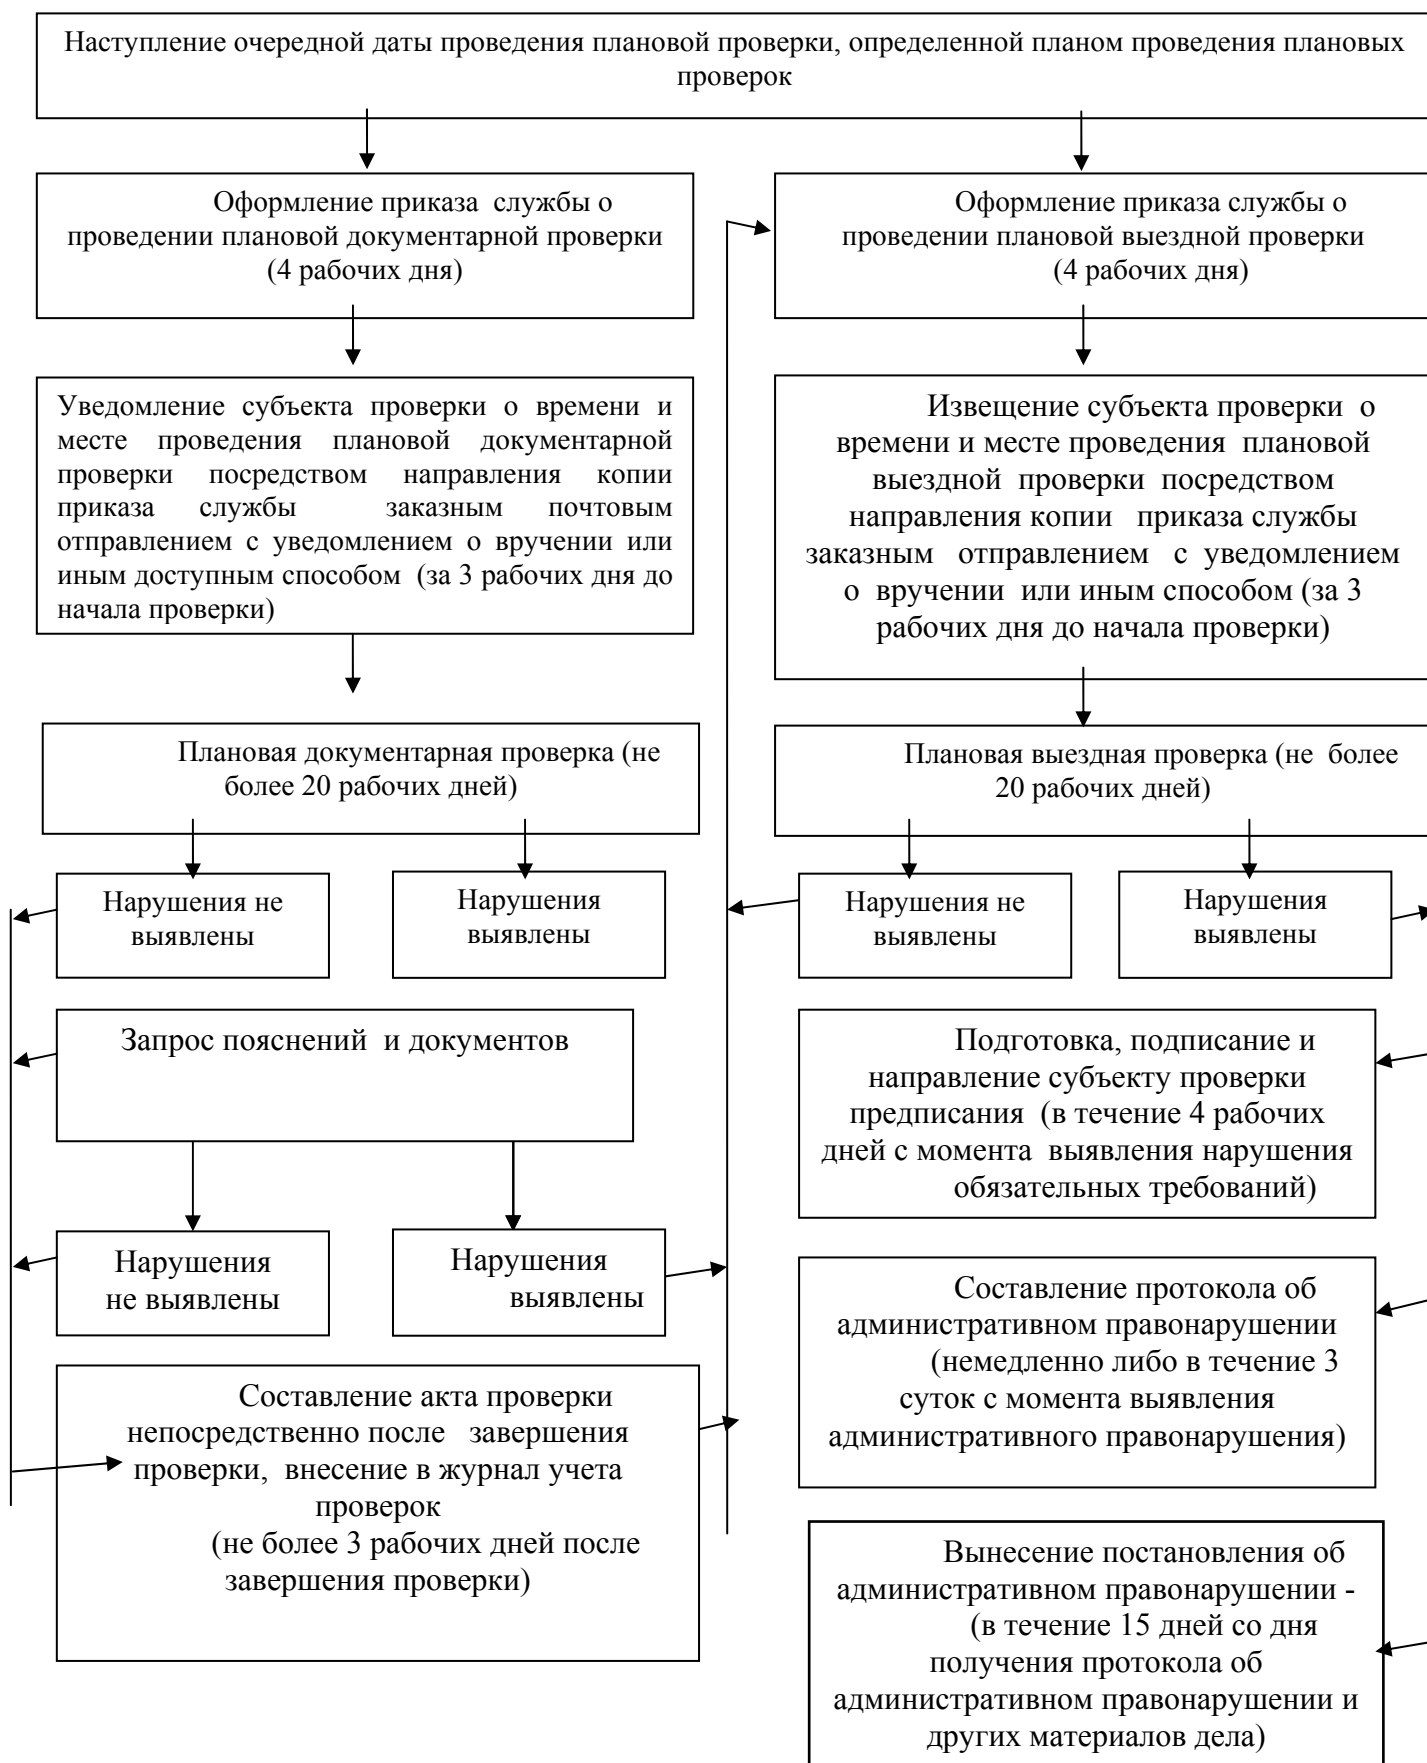 Наступление очередной даты проведения плановой проверки, определенной планом проведения плановых
проверок
Оформление приказа службы о
проведении плановой документарной проверки
(4 рабочих дня)
Оформление приказа службы о
проведении плановой выездной проверки
(4 рабочих дня)
Уведомление субъекта проверки о времени и
месте проведения плановой документарной
проверки посредством направления копии
приказа службы заказным почтовым
отправлением с уведомлением о вручении или
иным доступным способом (за 3 рабочих дня до
начала проверки)
Извещение субъекта проверки о
времени и месте проведения плановой
выездной проверки посредством
направления копии приказа службы
заказным отправлением с уведомлением
о вручении или иным способом (за 3
рабочих дня до начала проверки)
Плановая документарная проверка (не
более 20 рабочих дней)
Плановая выездная проверка (не более
20 рабочих дней)
Нарушения не
выявлены
Нарушения
выявлены
Нарушения не
выявлены
Нарушения
выявлены
Запрос пояснений и документов
Подготовка, подписание и
направление субъекту проверки
предписания (в течение 4 рабочих
дней с момента выявления нарушения
обязательных требований)
Нарушения
не выявлены
Нарушения
выявлены
Составление протокола об
административном правонарушении
(немедленно либо в течение 3
суток с момента выявления
административного правонарушения)
Составление акта проверки
непосредственно после завершения
проверки, внесение в журнал учета
проверок
(не более 3 рабочих дней после
завершения проверки)
Вынесение постановления об
административном правонарушении -
(в течение 15 дней со дня
получения протокола об
административном правонарушении и
других материалов дела)